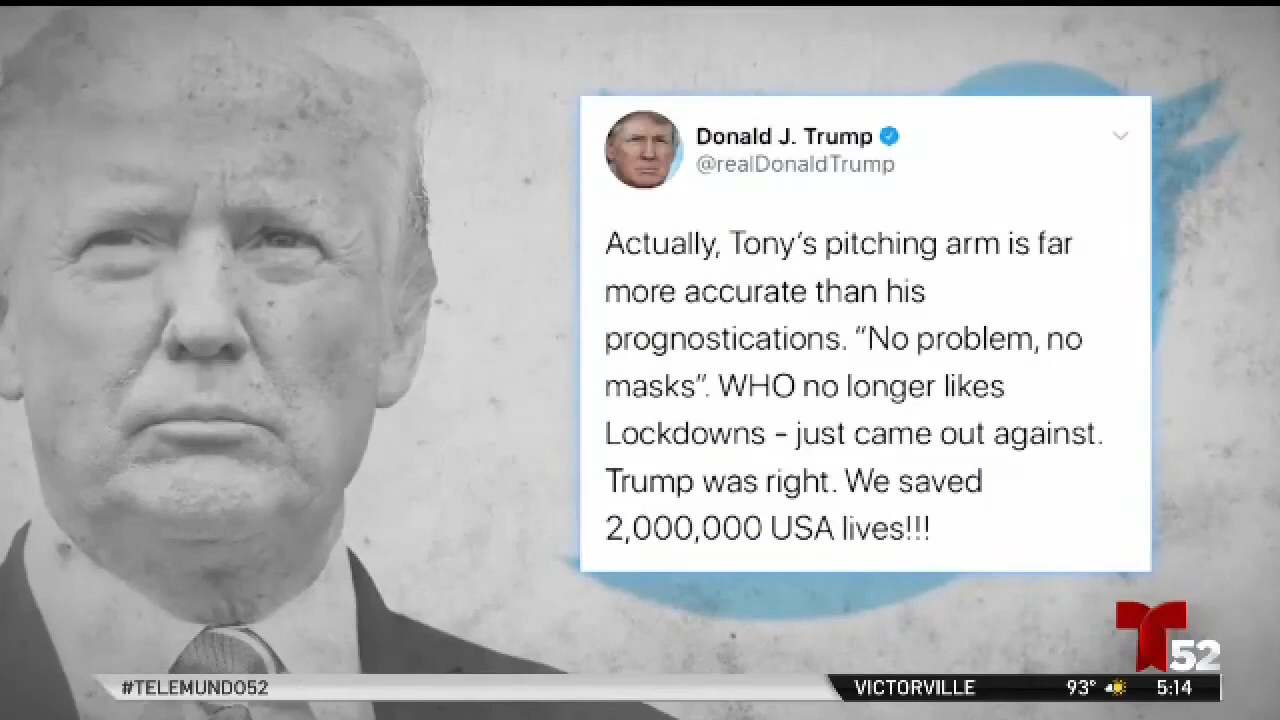 Donald J. Trump
@realDonaldTrump
Actually, Tony's pitching arm is far
more accurate than his
prognostications. "No problem, no
masks". WHO no longer likes
Lockdowns - just came out against.
Trump was right. We saved
2,000,000 USA lives!!!
T
52
#TELEMUNDO52
VICTORVILLE 93° 5:14